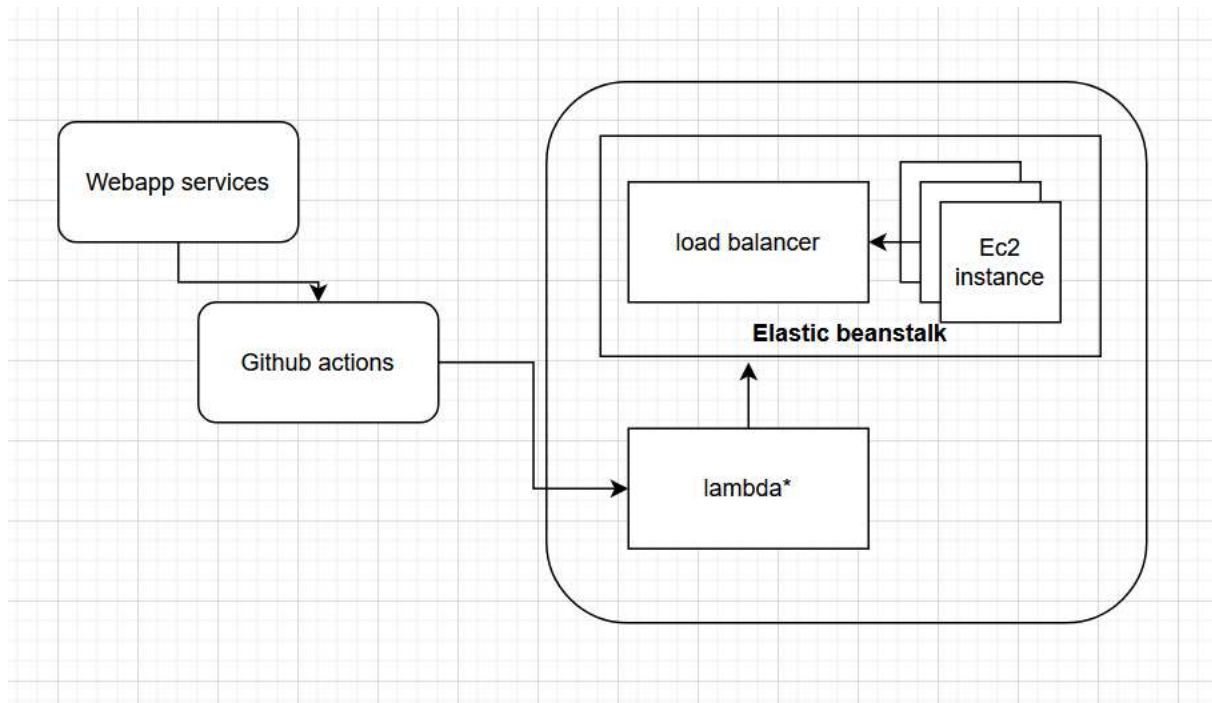 Webapp services
Github actions
load balancer
Ec2
instance
Elastic beanstalk
lambda*